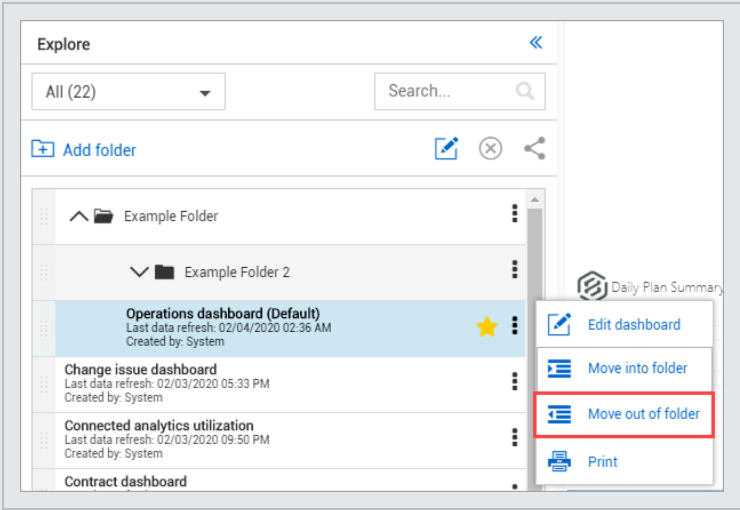 Explore
All (22)
Search...
Add folder
Example Folder
Example Folder 2
Daily Plan Summary
Operations dashboard (Default)
Last data refresh: 02/04/2020 02:36 AM
Created by: System
Edit dashboard
Change issue dashboard
Last data refresh: 02/03/2020 05:33 PM
Created by: System
Move into folder
Connected analytics utilization
Last data refresh: 02/03/2020 09:50 PM
Created by: System
Move out of folder
Print
Contract dashboard